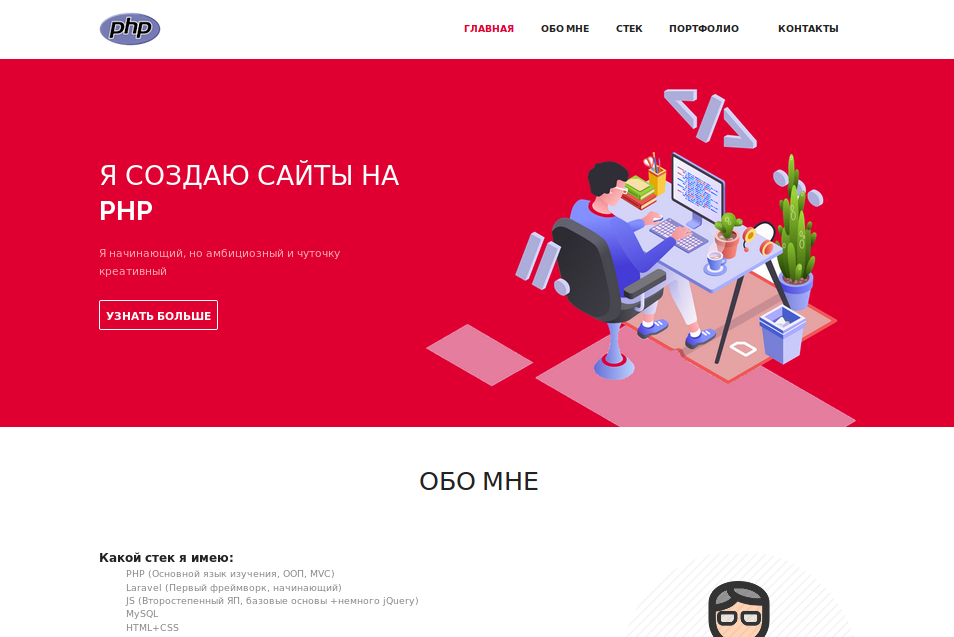 php
ГЛАВНАЯ ОБО МНЕ СТЕК ПОРТФОЛИО КОНТАКТЫ
Я СОЗДАЮ САЙТЫ НА
PHP
Я начинающий, но амбициозный и чуточку
креативный
УЗНАТЬ БОЛЬШЕ
ОБО МНЕ
Какой стек я имею:
PHP (Основной язык изучения, ООП, MVC)
Laravel (Первый фреймворк, начинающий)
JS (Второстепенный ЯП, базовые основы +немного jQuery)
MySQL
HTML+CSS